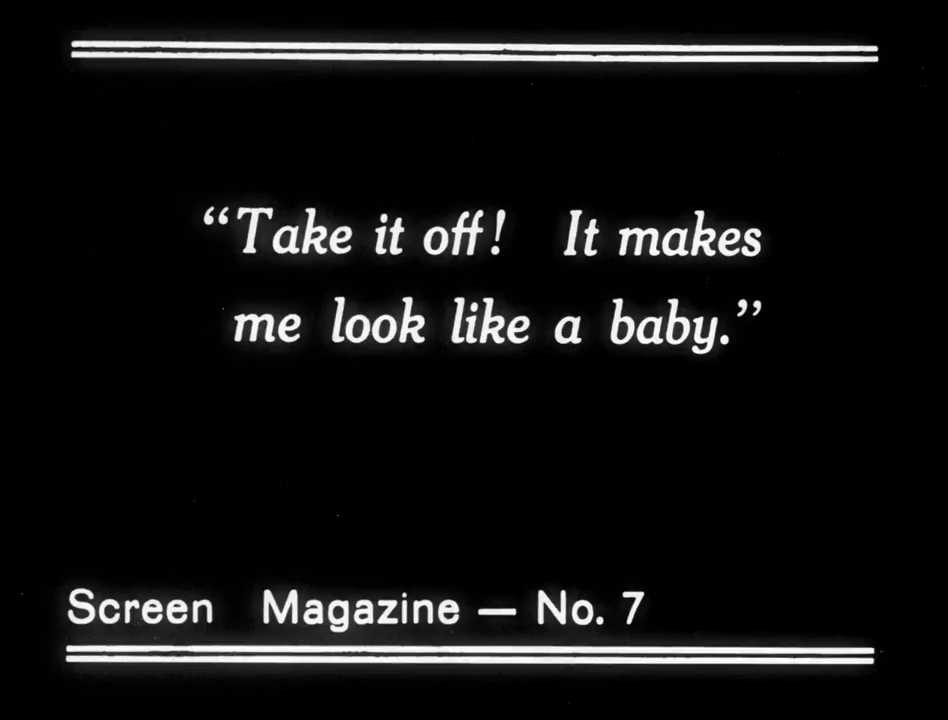 “Take it off!  It makes
me look like a baby.”
Screen Magazine — No. 7